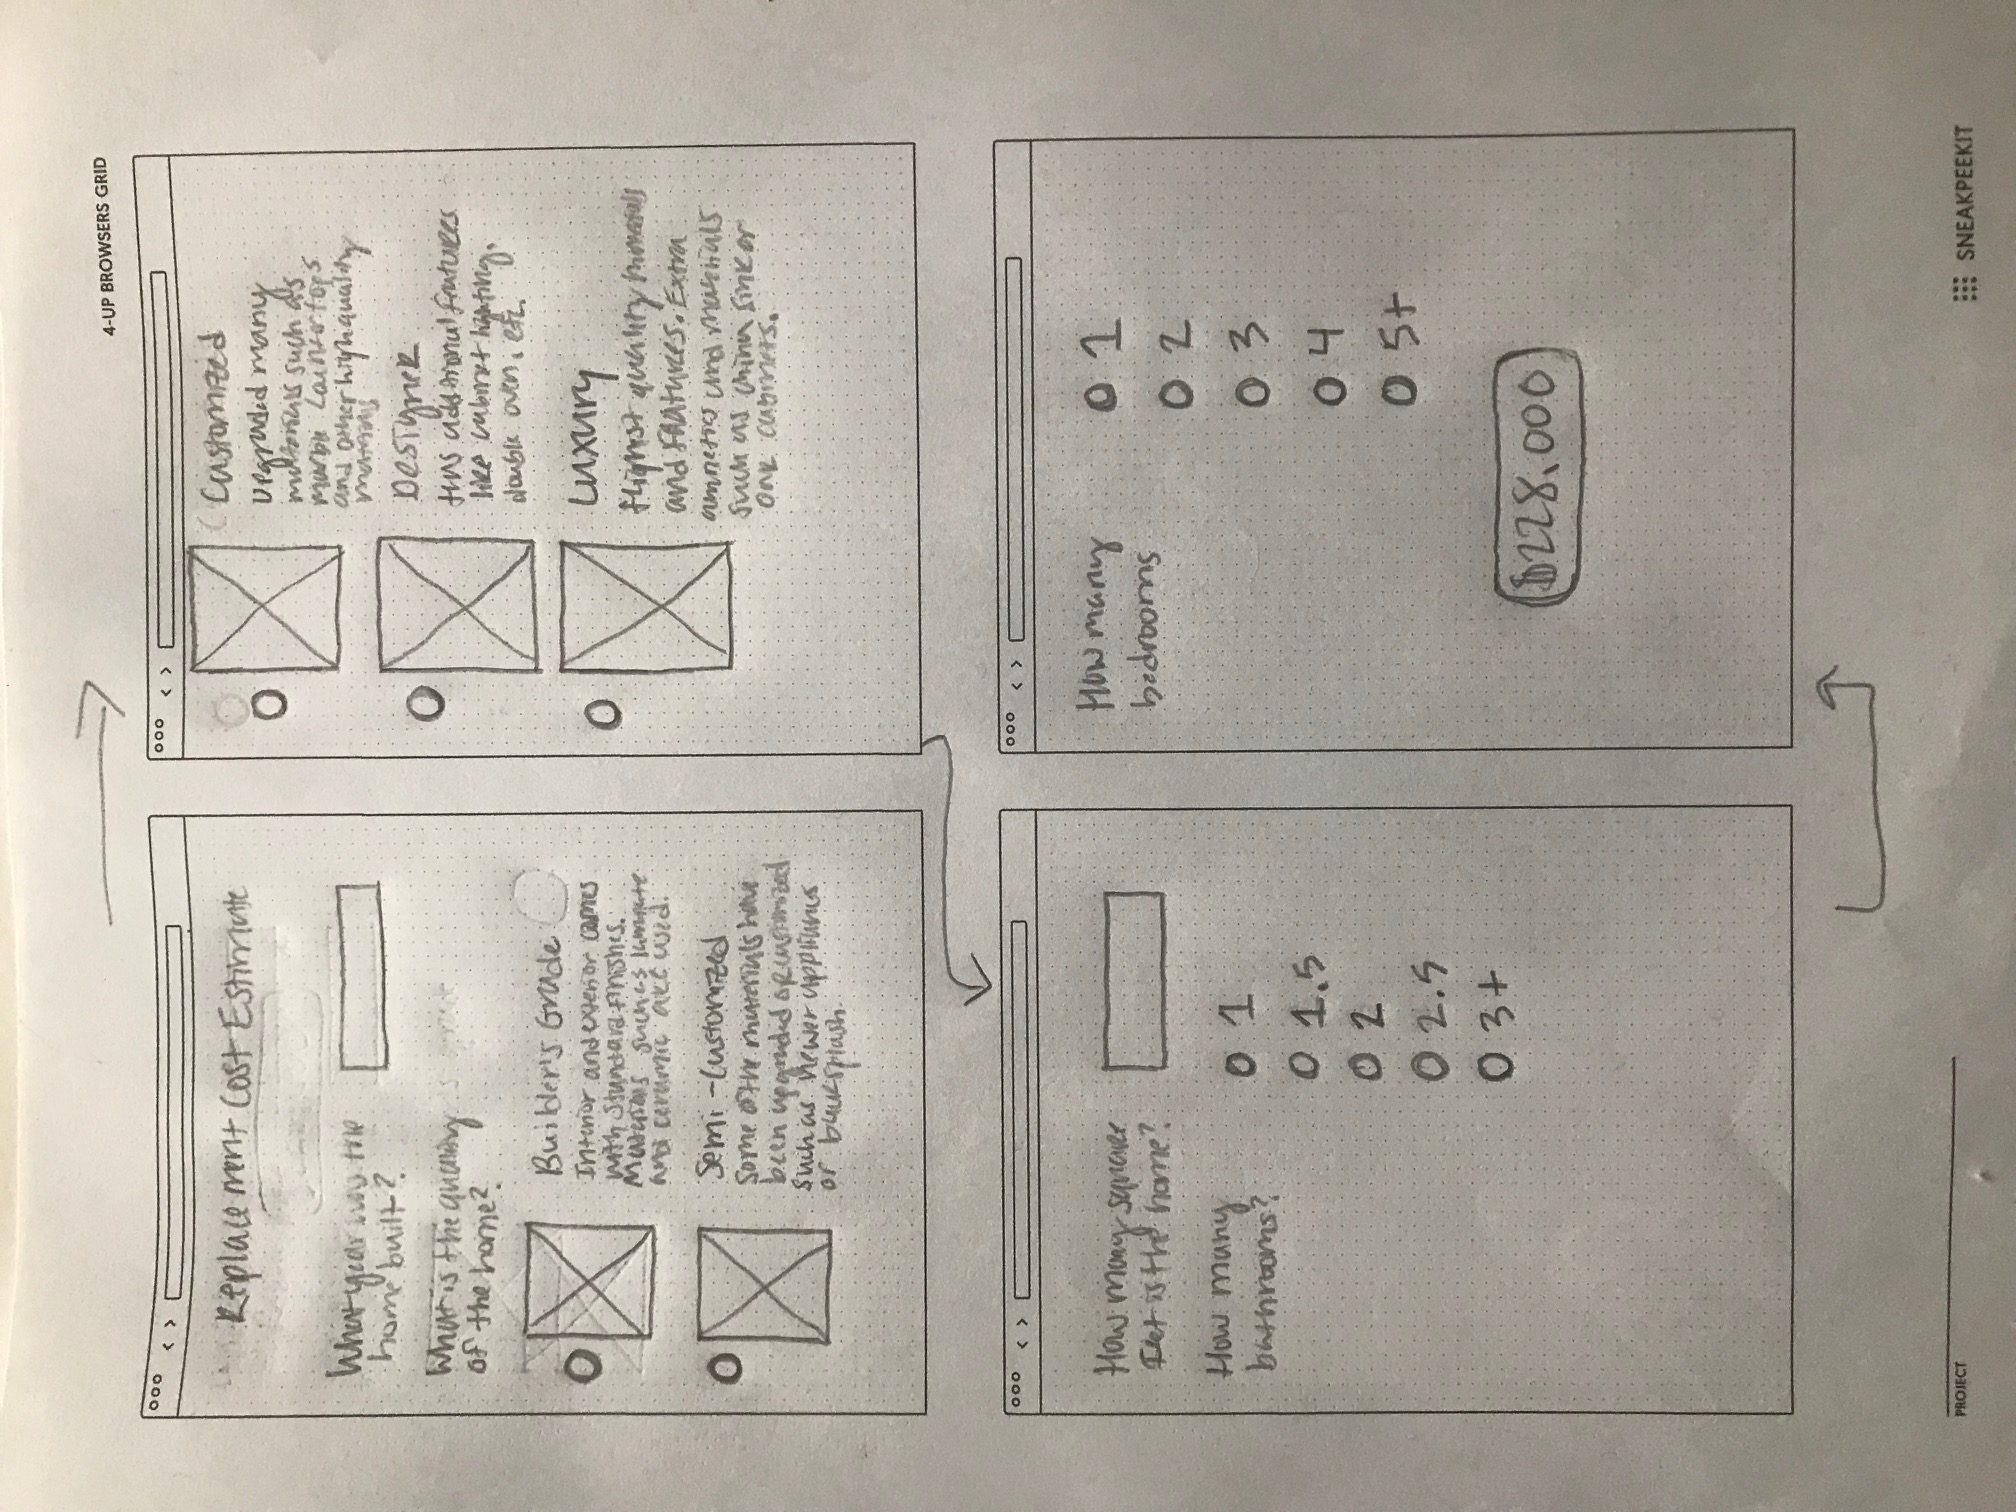 4-UP BROWSERS GRID
Replacement Cost Estimate
What year was the
home built?
What is the quality
of the home?
Builder's Grade
Interior and exterior comes
with standard finishes.
Materials such as laminate
and ceramic are used.
Semi-Customized
Some of the materials have
been upgraded or customized
such as newer appliances
or backsplash.
Customized
upgraded many
materials such as
marble countertops
and other high quality
materials
Designer
Has additional features
like cabinet lighting,
double oven, etc.
Luxury
Highest quality materials
and features. Extra
such as china sink or
cabinets.
How many square
feet is the home?
How many
bathrooms?
1
1.5
2
2.5
3+
How many
bedrooms
1
2
3
4
5+
$228,000
PROJECT
SNEAKPEEKIT